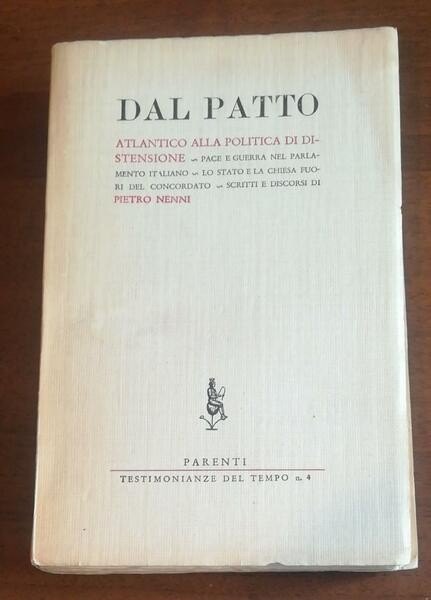 DAL PATTO
ATLANTICO ALLA POLITICA DI DI-
STENSIONE ~ PACE E GUERRA NEL PARLA-
MENTO ITALIANO ~ LO STATO E LA CHIESA FUO-
RI DEL CONCORDATO ~ SCRITTI E DISCORSI DI
PIETRO NENNI
PARENTI
TESTIMONIANZE DEL TEMPO n. 4